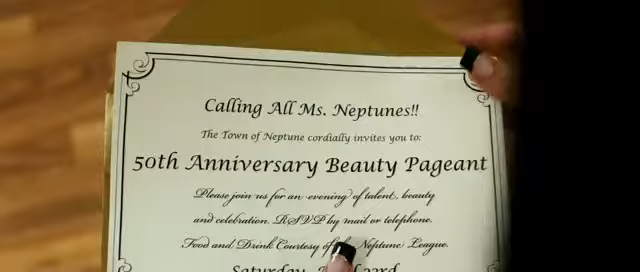 Calling All Ms. Neptunes!!
The Town of Neptune cordially invites you to:
50th Anniversary Beauty Pageant
Please join us for an evening of talent, beauty
and celebration. RSVP by mail or telephone.
Food and Drink Courtesy of the Neptune League.
Saturday,